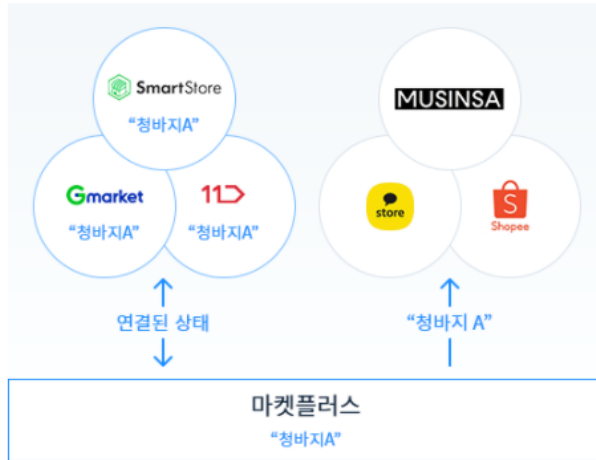 SmartStore
"청바지A"
MUSINSA
Gmarket
"청바지A"
11
"청바지A"
store
S
Shopee
연결된 상태
"청바지 A"
마켓플러스
"청바지A"